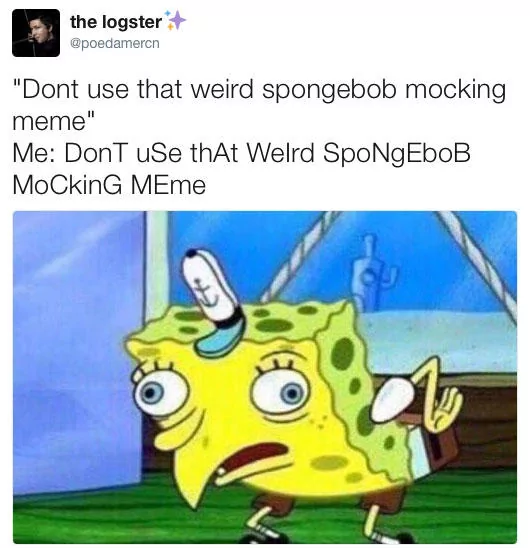 the logster
@poedamercn
"Dont use that weird spongebob mocking
meme"
Me: DonT uSe thAt WeIrd SpoNgEboB
MoCkinG MEme